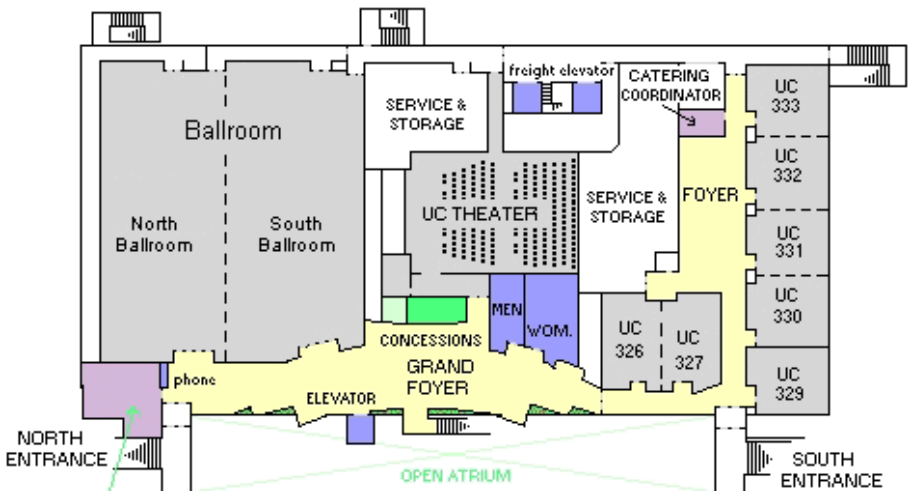 freight elevator
CATERING
COORDINATOR
UC
333
SERVICE &
STORAGE
Ballroom
UC
332
UC THEATER
SERVICE &
STORAGE
FOYER
North
Ballroom
South
Ballroom
UC
331
UC
330
MEN
WOM.
UC
326
UC
327
CONCESSIONS
GRAND
FOYER
phone
ELEVATOR
UC
329
NORTH
ENTRANCE
OPEN ATRIUM
SOUTH
ENTRANCE